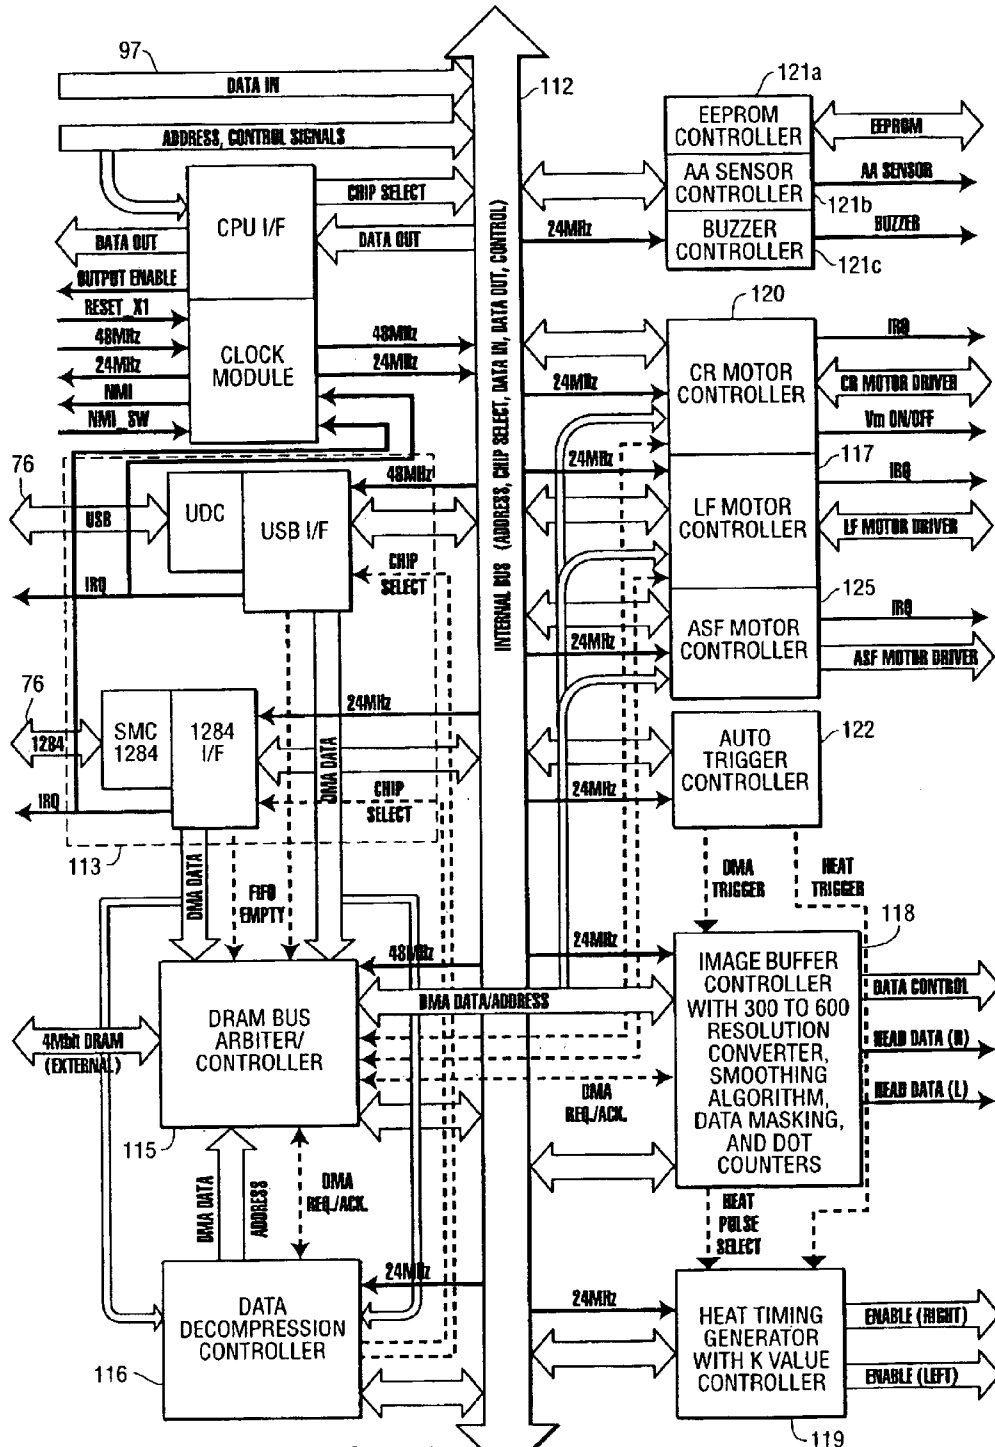 97
DATA IN
ADDRESS, CONTROL SIGNALS
CPU I/F
CHIP SELECT
DATA OUT
DATA OUT
OUTPUT ENABLE
RESET_X1
48MHz
24MHz
NMI
NMI_SW
CLOCK
MODULE
48MHz
24MHz
112
INTERNAL BUS (ADDRESS, CHIP SELECT, DATA IN, DATA OUT, CONTROL)
121a
EEPROM
CONTROLLER
EEPROM
AA SENSOR
CONTROLLER
AA SENSOR
121b
24MHz
BUZZER
CONTROLLER
BUZZER
121c
120
CR MOTOR
CONTROLLER
24MHz
IRQ
CR MOTOR DRIVER
Vm ON/OFF
117
LF MOTOR
CONTROLLER
24MHz
IRQ
LF MOTOR DRIVER
125
ASF MOTOR
CONTROLLER
24MHz
IRQ
ASF MOTOR DRIVER
76
USB
UDC
USB I/F
48MHz
CHIP
SELECT
IRQ
76
1284
SMC
1284
1284
I/F
24MHz
CHIP
SELECT
IRQ
113
DMA DATA
DMA DATA
FIFO
EMPTY
AUTO
TRIGGER
CONTROLLER
122
24MHz
DMA
TRIGGER
HEAT
TRIGGER
118
48MHz
24MHz
DRAM BUS
ARBITER/
CONTROLLER
4Mbit DRAM
(EXTERNAL)
115
DMA DATA/ADDRESS
DMA
REQ./ACK.
IMAGE BUFFER
CONTROLLER
WITH 300 TO 600
RESOLUTION
CONVERTER,
SMOOTHING
ALGORITHM,
DATA MASKING,
AND DOT
COUNTERS
DATA CONTROL
HEAD DATA (R)
HEAD DATA (L)
DMA DATA
ADDRESS
DMA
REQ./ACK.
HEAT
PULSE
SELECT
DATA
DECOMPRESSION
CONTROLLER
24MHz
116
24MHz
HEAT TIMING
GENERATOR
WITH K VALUE
CONTROLLER
ENABLE (RIGHT)
ENABLE (LEFT)
119